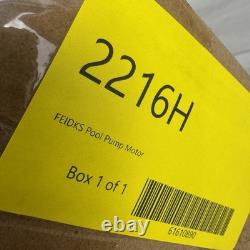 2216H
FEIDKS Pool Pump Motor
Box 1 of 1
61610890